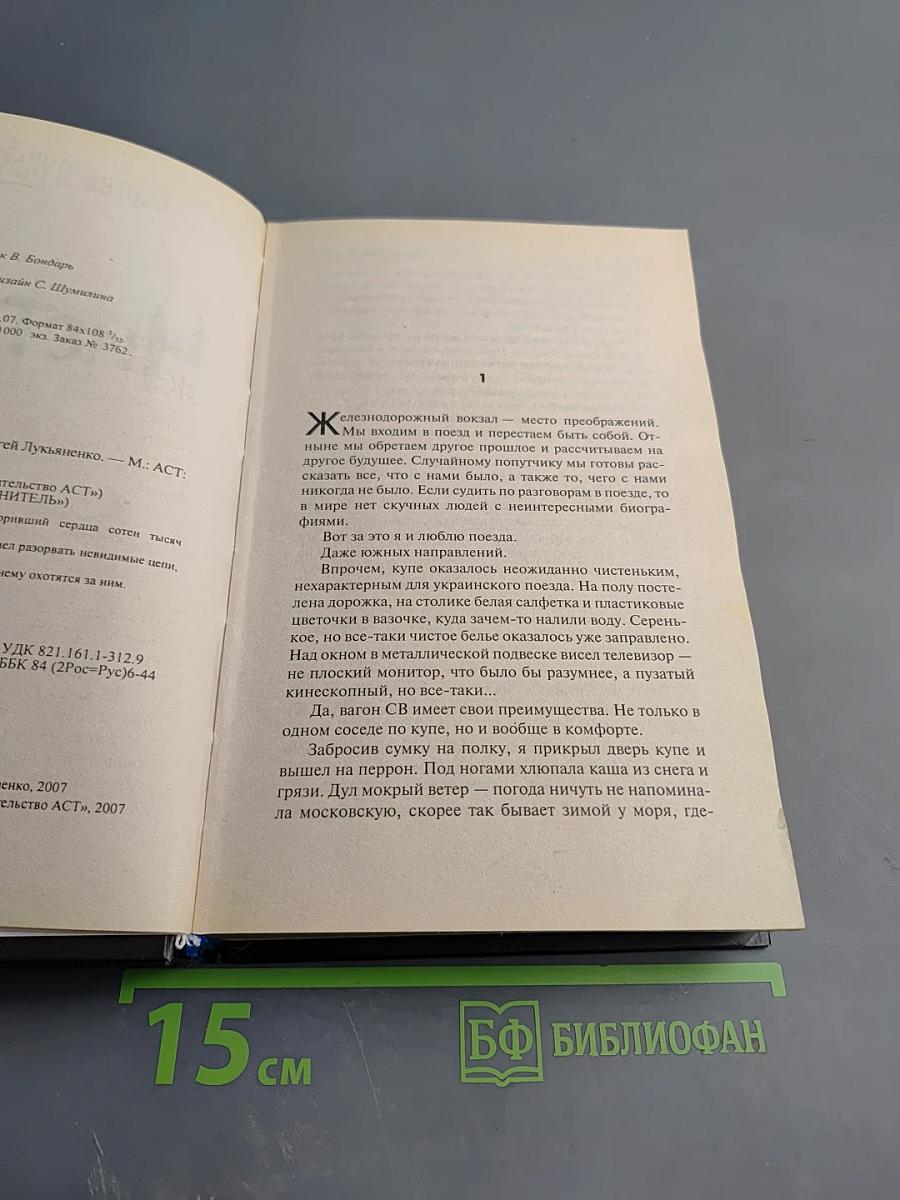 к В. Бондарь
изайн С. Шумилина
.07. Формат 84х108 1/32.
000 экз. Заказ № 3762.
гей Лукьяненко. — М.: АСТ:
тельство АСТ»)
НИТЕЛЬ»)
оривший сердца сотен тысяч
ел разорвать невидимые цепи,
нему охотятся за ним.
УДК 821.161.1-312.9
ББК 84 (2Рос=Рус)6-44
ненко, 2007
тельство АСТ», 2007
1
Железнодорожный вокзал — место преображений.
Мы входим в поезд и перестаем быть собой. От-
ныне мы обретаем другое прошлое и рассчитываем на
другое будущее. Случайному попутчику мы готовы рас-
сказать все, что с нами было, а также то, чего с нами
никогда не было. Если судить по разговорам в поезде, то
в мире нет скучных людей с неинтересными биогра-
фиями.
Вот за это я и люблю поезда.
Даже южных направлений.
Впрочем, купе оказалось неожиданно чистеньким,
нехарактерным для украинского поезда. На полу посте-
лена дорожка, на столике белая салфетка и пластиковые
цветочки в вазочке, куда зачем-то налили воду. Серень-
кое, но все-таки чистое белье оказалось уже заправлено.
Над окном в металлической подвеске висел телевизор —
не плоский монитор, что было бы разумнее, а пузатый
кинескопный, но все-таки...
Да, вагон СВ имеет свои преимущества. Не только в
одном соседе по купе, но и вообще в комфорте.
Забросив сумку на полку, я прикрыл дверь купе и
вышел на перрон. Под ногами хлюпала каша из снега и
грязи. Дул мокрый ветер — погода ничуть не напомина-
ла московскую, скорее так бывает зимой у моря, где-
15 см
БФ БИБЛИОФАН